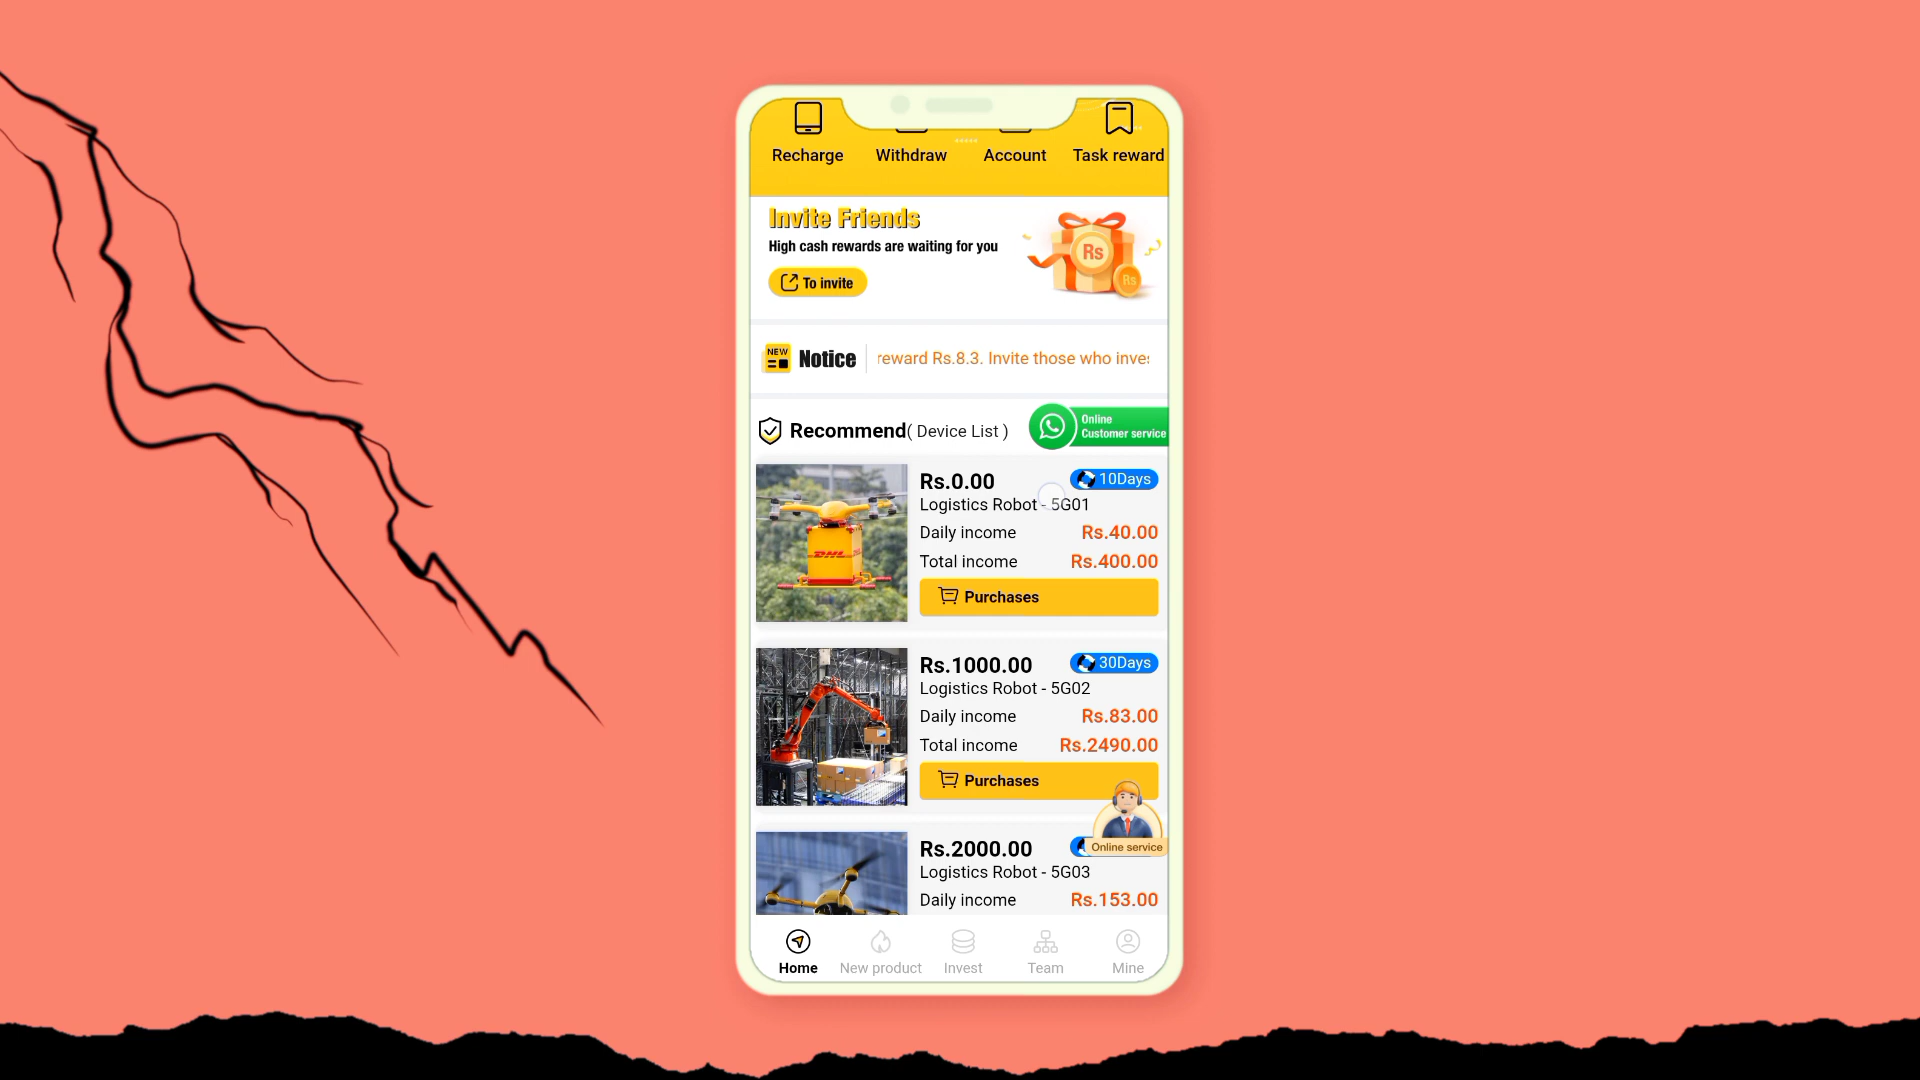 Recharge Withdraw Account Task reward
Invite Friends
High cash rewards are waiting for you
Rs
Rs
To invite
NEW
Notice
reward Rs.8.3. Invite those who
Recommend( Device List )
Online
Customer service
Rs.0.00
10Days
Logistics Robot - 5G01
Daily income Rs.40.00
Total income Rs.400.00
DHL
Purchases
Rs.1000.00
30Days
Logistics Robot - 5G02
Daily income Rs.83.00
Total income Rs.2490.00
Purchases
Online service
Rs.2000.00
Logistics Robot - 5G03
Daily income Rs.153.00
Home New product Invest Team Mine